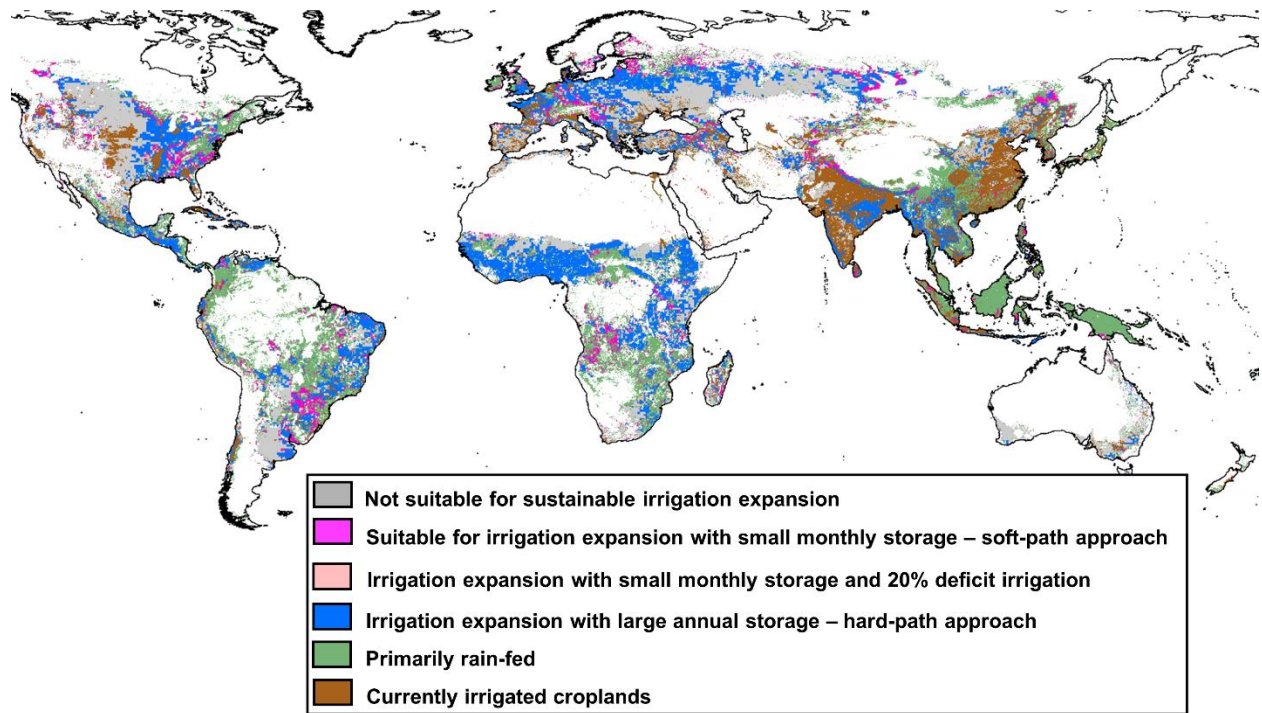 Not suitable for sustainable irrigation expansion
Suitable for irrigation expansion with small monthly storage – soft-path approach
Irrigation expansion with small monthly storage and 20% deficit irrigation
Irrigation expansion with large annual storage – hard-path approach
Primarily rain-fed
Currently irrigated croplands